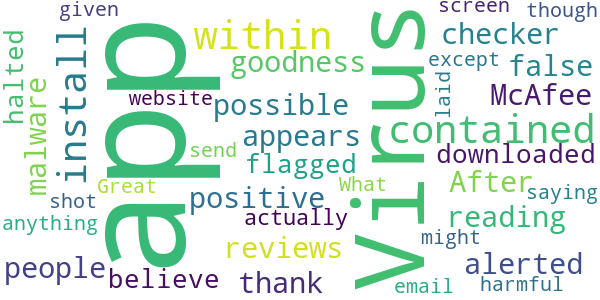 given
screen
though
halted
install
app
within
virus
checker
goodness
except
false
malware
website
possible
laid
McAfee
contained
appears
send
flagged
downloaded
Great
What
After
saying
shot
positive
anything
actually
reading
might
reviews
people
believe
thank
alerted
email
harmful